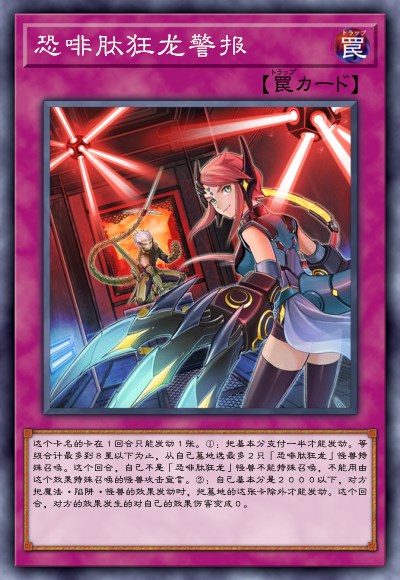 恐啡肽狂龙警报
トラップ
罠
【罠カード】
トラップ
这个卡名的卡在1回合只能发动1张。①：把基本分支付一半才能发动。等
级合计最多到8星以下为止，从自己墓地选最多2只「恐啡肽狂龙」怪兽特
殊召唤。这个回合，自己不是「恐啡肽狂龙」怪兽不能特殊召唤，不能用由
这个效果特殊召唤的怪兽攻击宣言。②：自己基本分是2000以下，对方
把魔法·陷阱·怪兽的效果发动时，把墓地的这张卡除外才能发动。这个回
合，对方的效果发生的对自己的效果伤害变成0。